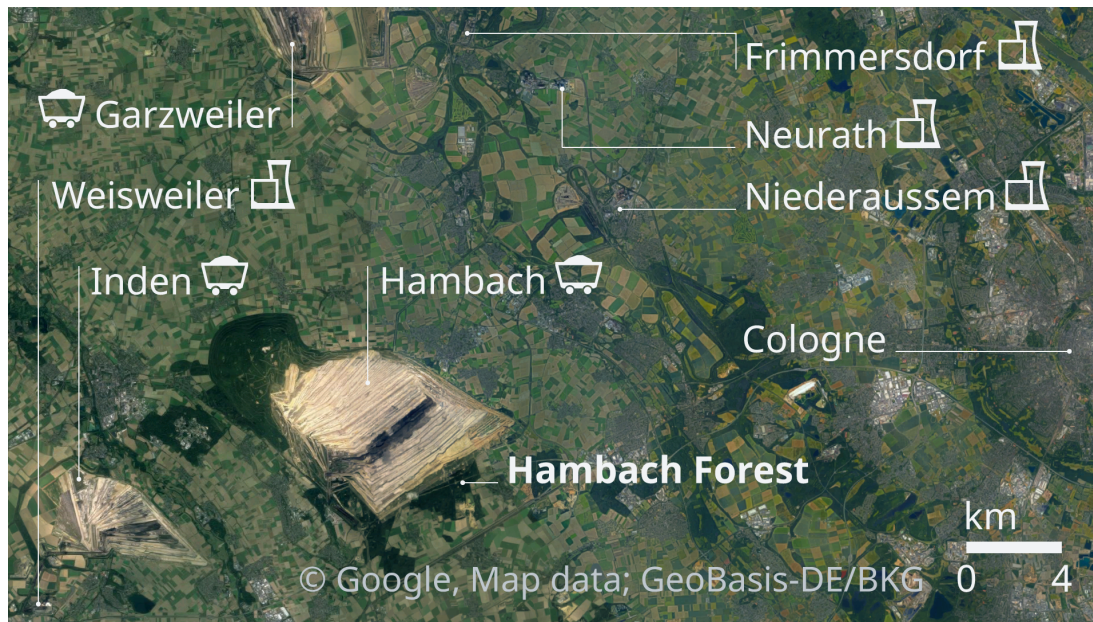 Frimmersdorf
Garzweiler
Neurath
Weisweiler
Niederaussem
Inden
Hambach
Cologne
Hambach Forest
km
0 4
© Google, Map data; GeoBasis-DE/BKG